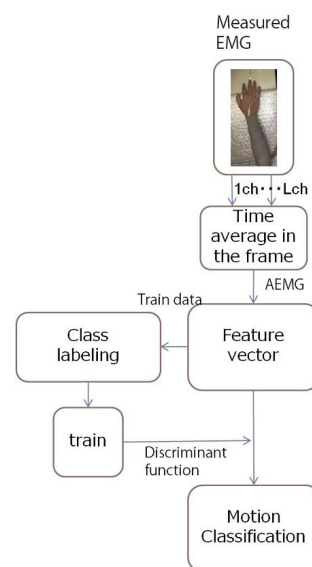 Measured
EMG
1ch・・・Lch
Time
average in
the frame
AEMG
Train data
Class
labeling
Feature
vector
train
Discriminant
function
Motion
Classification